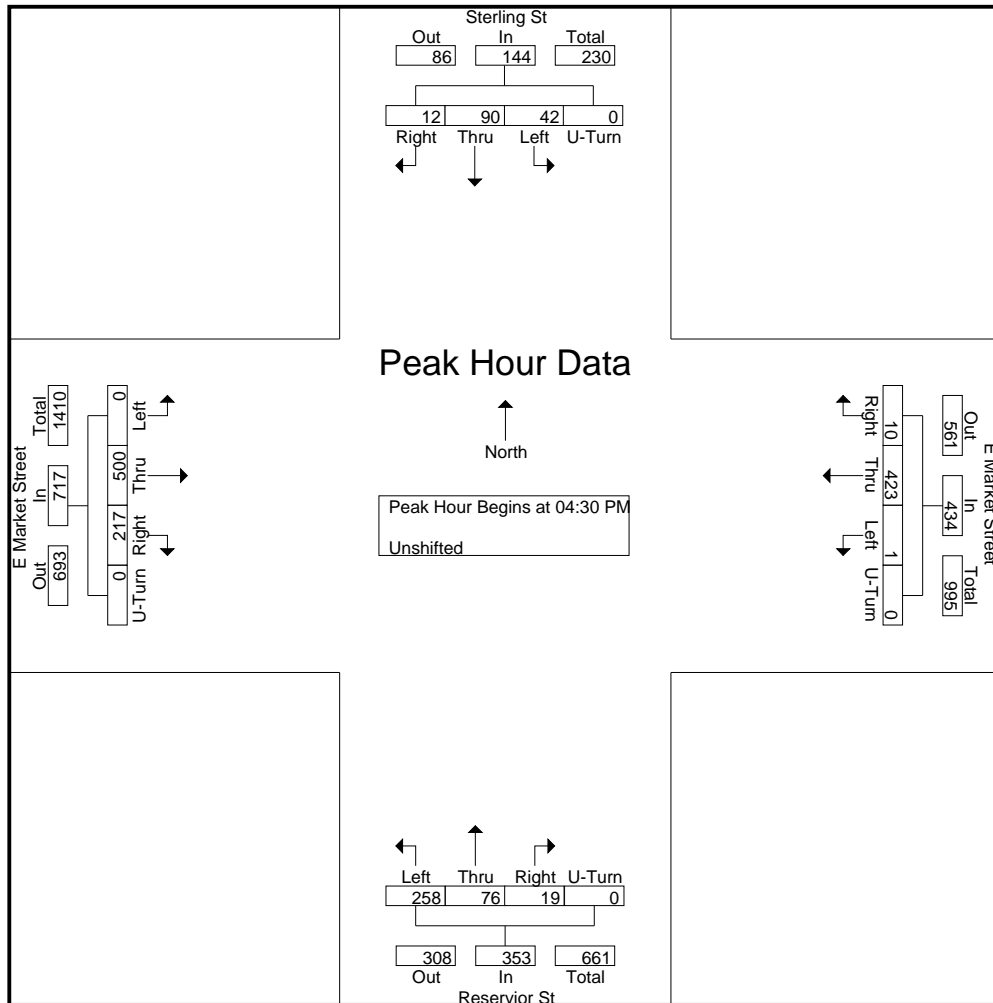 Sterling St
Out In Total
86 144 230
12 90 42 0
Right Thru Left U-Turn
Peak Hour Data
North
Peak Hour Begins at 04:30 PM
Unshifted
E Market Street
Total In Out
1410 717 693
0 500 217 0
Left Thru Right U-Turn
E Market Street
Out In Total
561 434 995
10 423 1 0
Right Thru Left U-Turn
Left Thru Right U-Turn
258 76 19 0
308 353 661
Out In Total
Reservior St